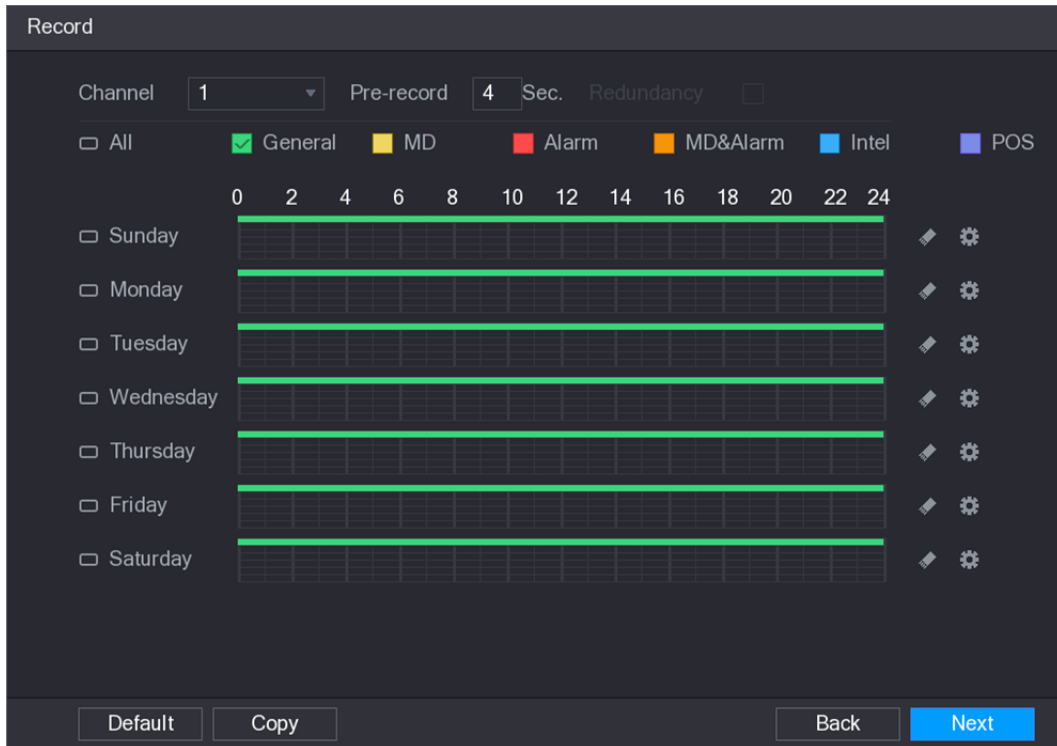 Record
Channel 1 Pre-record 4 Sec. Redundancy
All General MD Alarm MD&Alarm Intel POS
0 2 4 6 8 10 12 14 16 18 20 22 24
Sunday
Monday
Tuesday
Wednesday
Thursday
Friday
Saturday
Default Copy Back Next